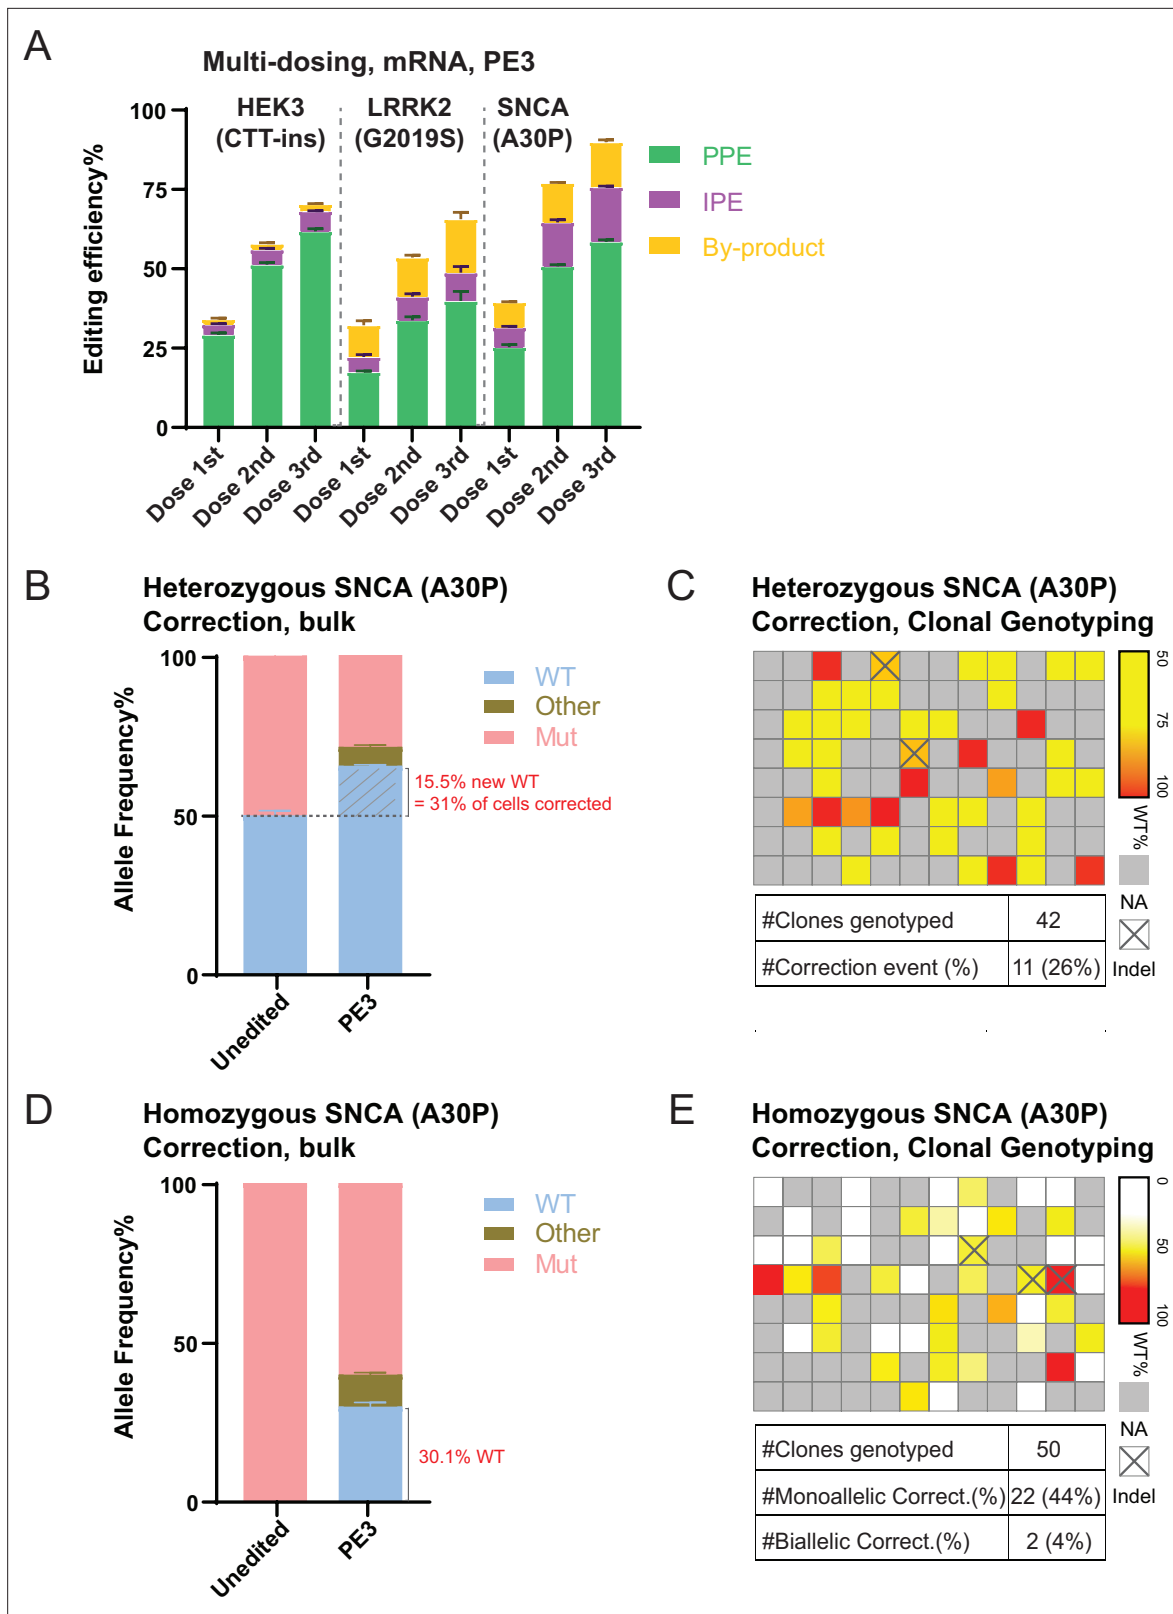 A
Multi-dosing, mRNA, PE3
HEK3
(CTT-ins)
LRRK2
(G2019S)
SNCA
(A30P)
PPE
IPE
By-product
Editing efficiency%
100
75
50
25
0
Dose 1st
Dose 2nd
Dose 3rd
Dose 1st
Dose 2nd
Dose 3rd
Dose 1st
Dose 2nd
Dose 3rd
B
Heterozygous SNCA (A30P)
Correction, bulk
Allele Frequency%
100
50
0
WT
Other
Mut
15.5% new WT
= 31% of cells corrected
Unedited
PE3
C
Heterozygous SNCA (A30P)
Correction, Clonal Genotyping
50
75
100
WT%
NA
Indel
#Clones genotyped 42
#Correction event (%) 11 (26%)
D
Homozygous SNCA (A30P)
Correction, bulk
Allele Frequency%
100
50
0
WT
Other
Mut
30.1% WT
Unedited
PE3
E
Homozygous SNCA (A30P)
Correction, Clonal Genotyping
0
50
100
WT%
NA
Indel
#Clones genotyped 50
#Monoallelic Correct.(%) 22 (44%)
#Biallelic Correct.(%) 2 (4%)